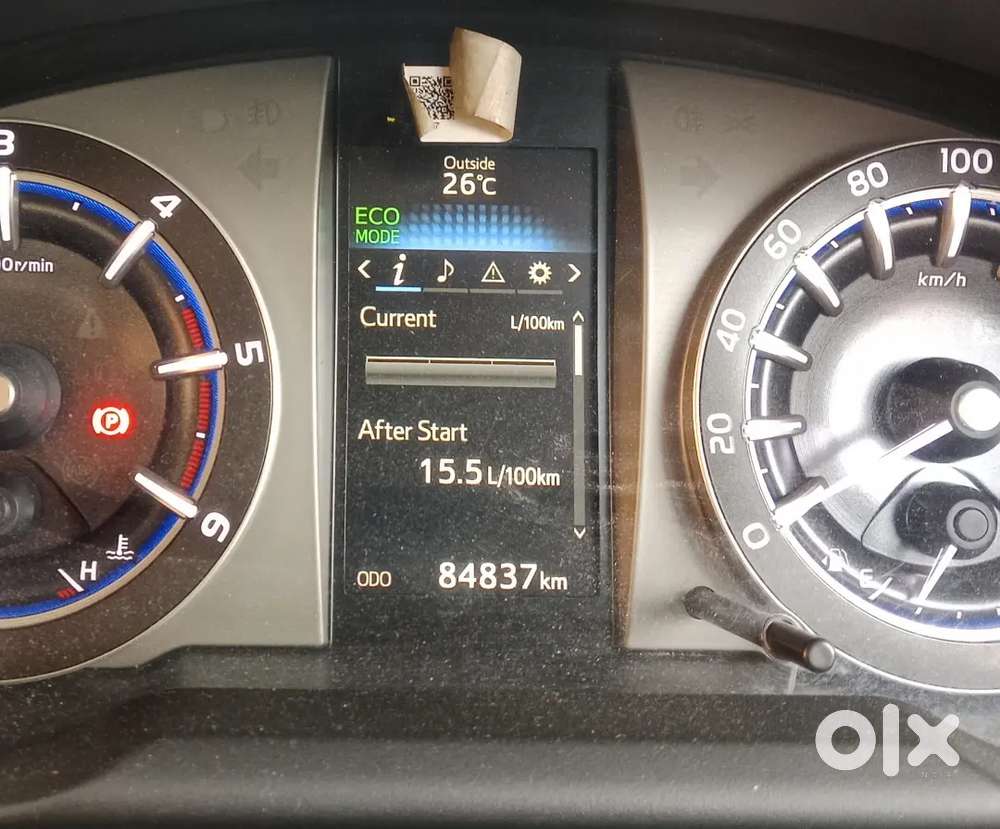 Outside
26°C
ECO
MODE
Current L/100km
After Start
15.5 L/100km
ODO 84837 km
3
4
5
6
r/min
H
P
100
80
60
40
20
0
km/h
E
olx
INDIA